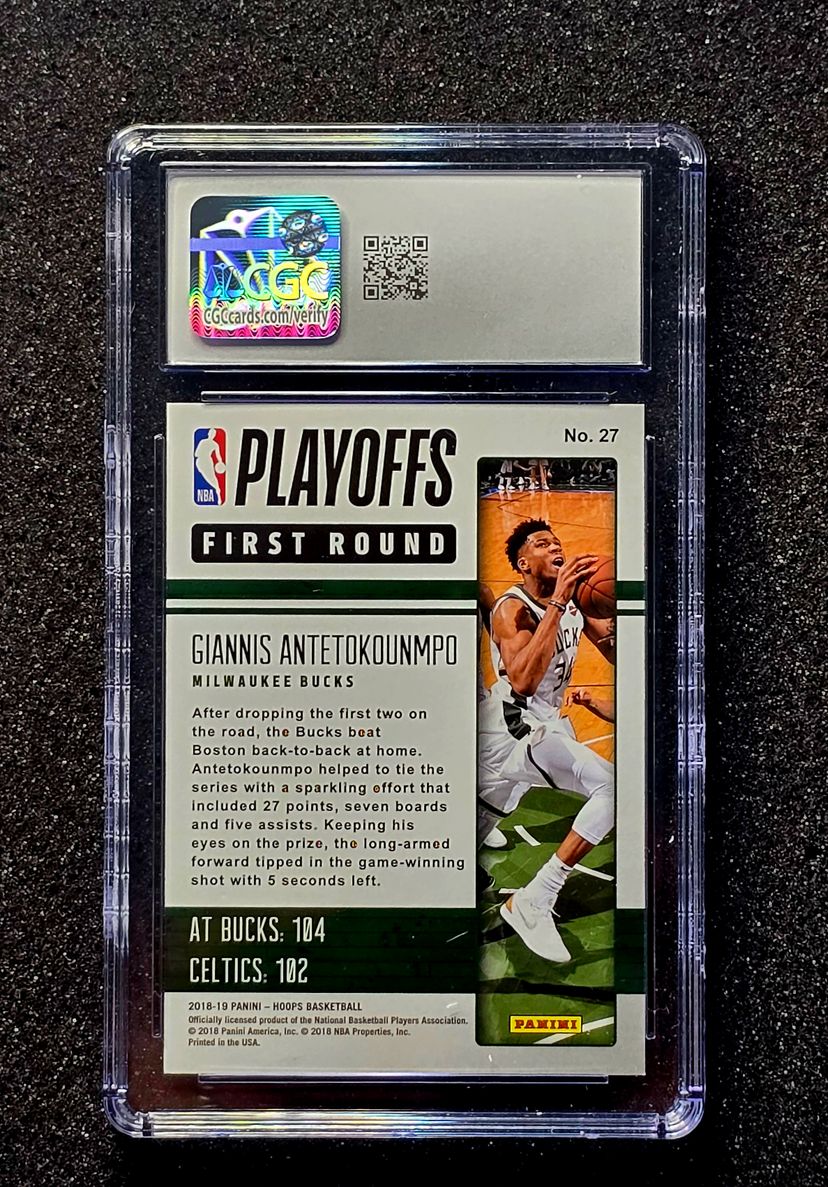 CGC
CGCcards.com/verify
NBA
PLAYOFFS
No. 27
FIRST ROUND
GIANNIS ANTETOKOUNMPO
MILWAUKEE BUCKS
After dropping the first two on
the road, the Bucks beat
Boston back-to-back at home.
Antetokounmpo helped to tie the
series with a sparkling effort that
included 27 points, seven boards
and five assists. Keeping his
eyes on the prize, the long-armed
forward tipped in the game-winning
shot with 5 seconds left.
AT BUCKS: 104
CELTICS: 102
2018-19 PANINI – HOOPS BASKETBALL
Officially licensed product of the National Basketball Players Association.
© 2018 Panini America, Inc. © 2018 NBA Properties, Inc.
Printed in the USA.
PANINI